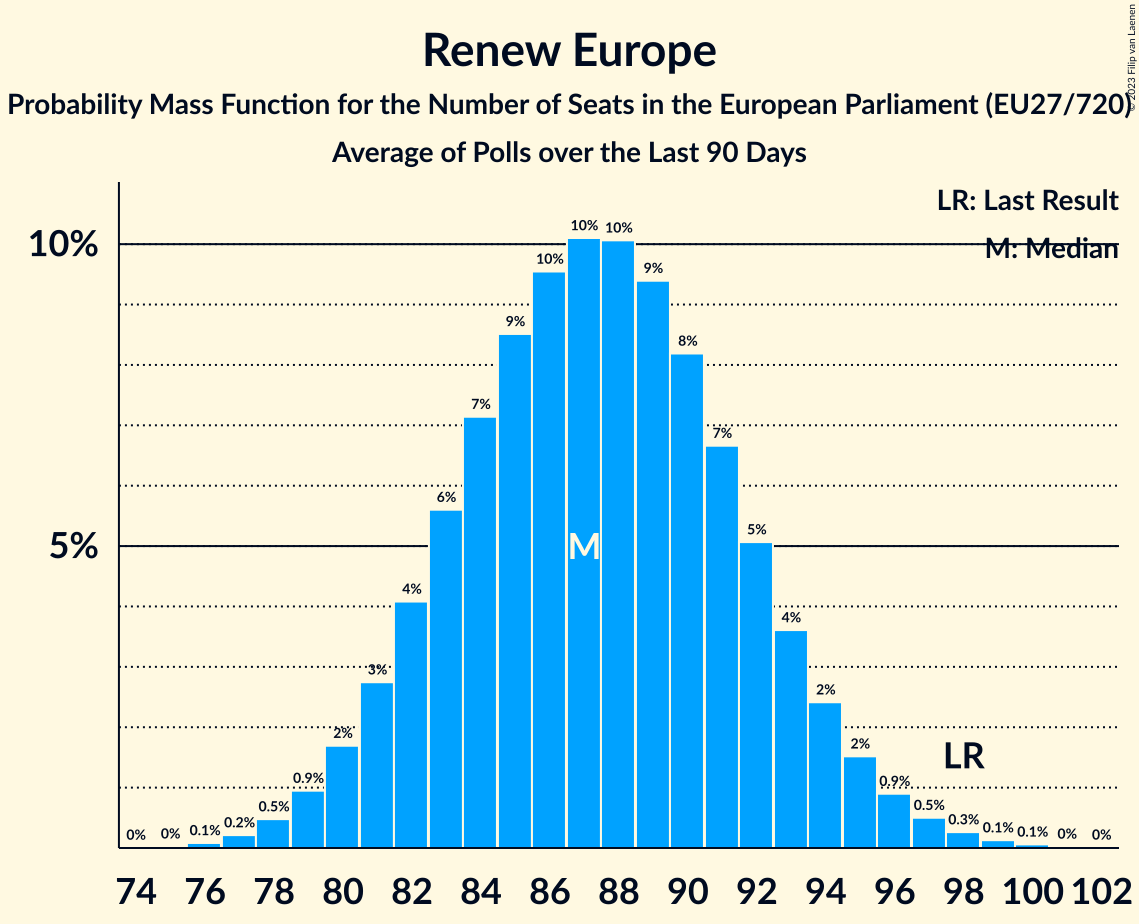 Renew Europe
Probability Mass Function for the Number of Seats in the European Parliament (EU27/720)
Average of Polls over the Last 90 Days
© 2023 Filip van Laenen
LR: Last Result
M: Median
10%
5%
0% 0% 0.1% 0.2% 0.5% 0.9% 2% 3% 4% 6% 7% 9% 10% 10% 10% 9% 8% 7% 5% 4% 2% 2% 0.9% 0.5% 0.3% 0.1% 0.1% 0% 0%
M
LR
74 76 78 80 82 84 86 88 90 92 94 96 98 100 102